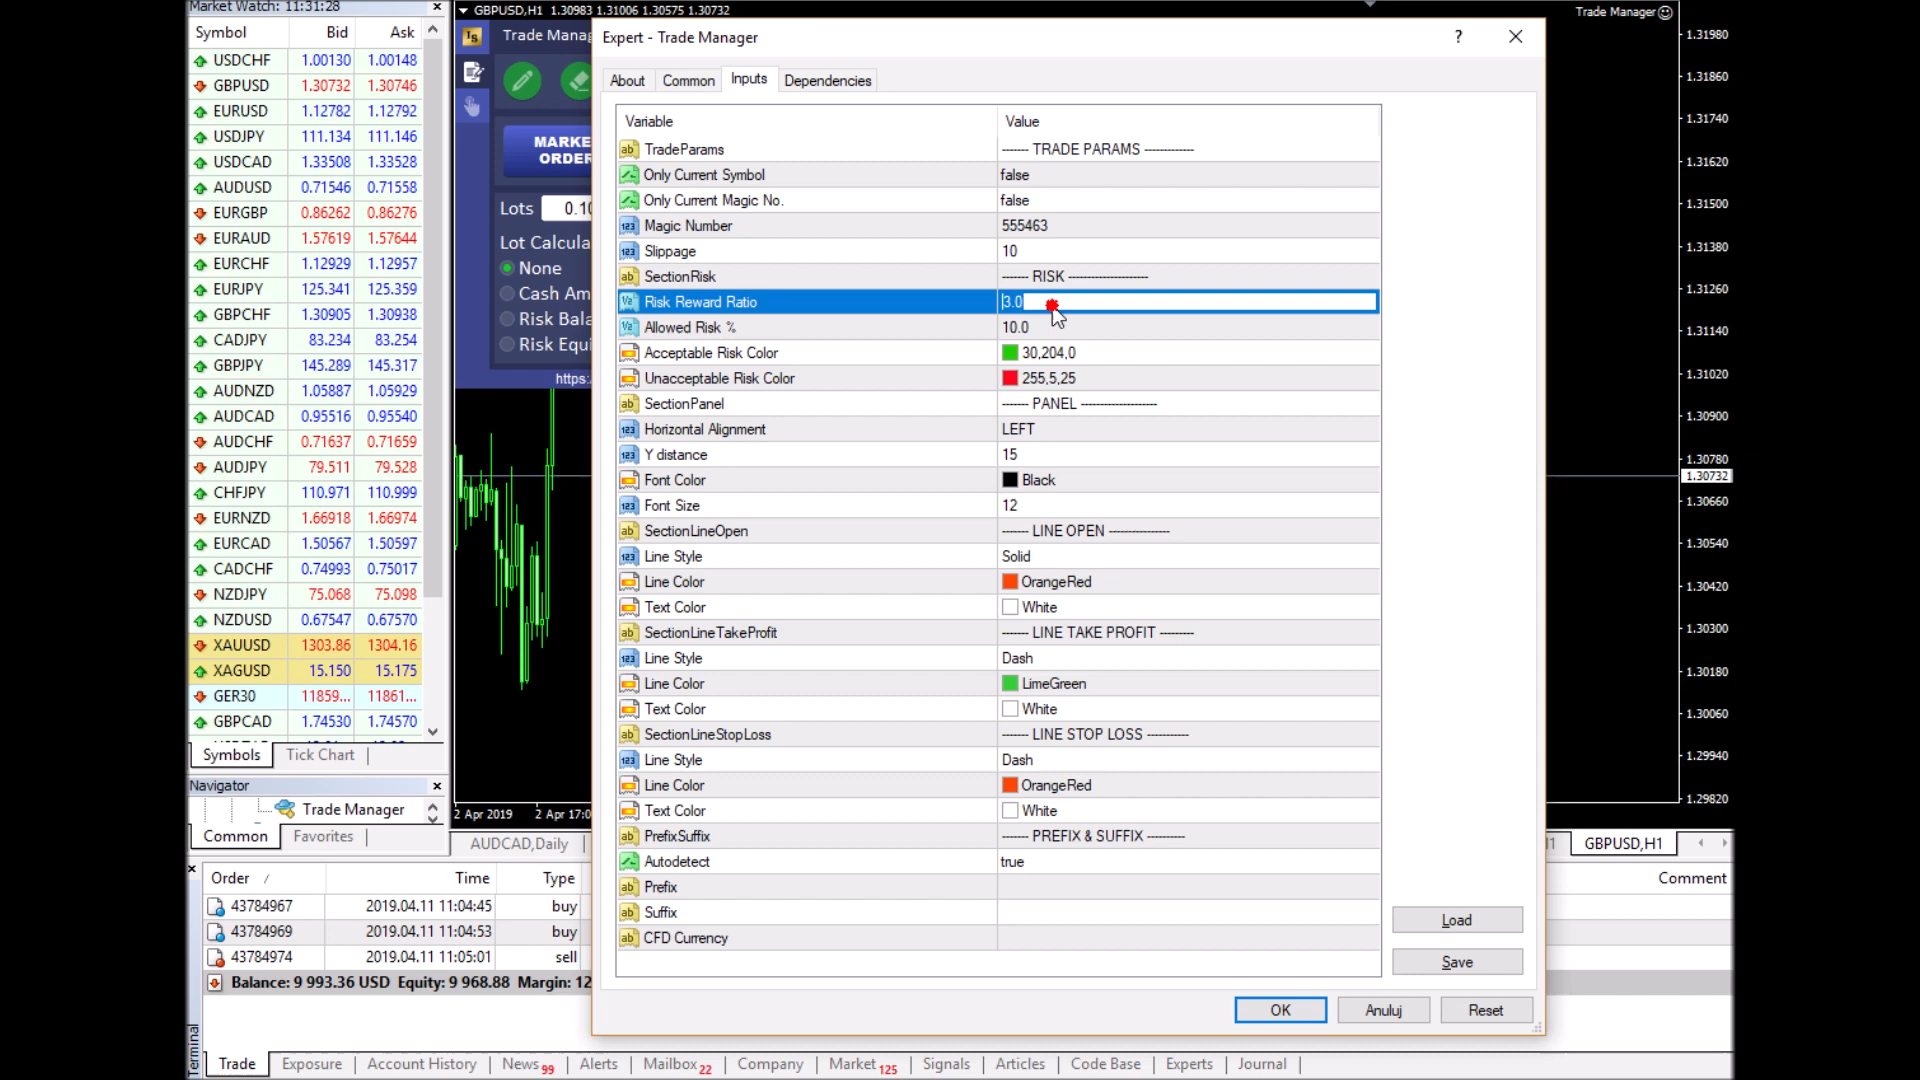 Market Watch: 11:31:28
Symbol Bid Ask
USDCHF 1.00130 1.00148
GBPUSD 1.30732 1.30746
EURUSD 1.12782 1.12792
USDJPY 111.134 111.146
USDCAD 1.33508 1.33528
AUDUSD 0.71546 0.71558
EURGBP 0.86262 0.86276
EURAUD 1.57619 1.57644
EURCHF 1.12929 1.12957
EURJPY 125.341 125.359
GBPCHF 1.30905 1.30938
CADJPY 83.234 83.254
GBPJPY 145.289 145.317
AUDNZD 1.05887 1.05929
AUDCAD 0.95516 0.95540
AUDCHF 0.71637 0.71659
AUDJPY 79.511 79.528
CHFJPY 110.971 110.999
EURNZD 1.66918 1.66974
EURCAD 1.50567 1.50597
CADCHF 0.74993 0.75017
NZDJPY 75.068 75.098
NZDUSD 0.67547 0.67570
XAUUSD 1303.86 1304.16
XAGUSD 15.150 15.175
GER30 11859... 11861...
GBPCAD 1.74530 1.74570
Symbols Tick Chart
Navigator
Trade Manager
Common Favorites
GBPUSD,H1 1.30983 1.31006 1.30575 1.30732
Trade Manag
MARKE
ORDER
Lots 0.10
Lot Calcula
None
Cash Am
Risk Bala
Risk Equi
https:/
2 Apr 2019 2 Apr 17:0
AUDCAD,Daily
Expert - Trade Manager
About Common Inputs Dependencies
Variable Value
TradeParams ------- TRADE PARAMS -------------
Only Current Symbol false
Only Current Magic No. false
Magic Number 555463
Slippage 10
SectionRisk ------- RISK ---------------------
Risk Reward Ratio 3.0
Allowed Risk % 10.0
Acceptable Risk Color 30,204,0
Unacceptable Risk Color 255,5,25
SectionPanel ------- PANEL --------------------
Horizontal Alignment LEFT
Y distance 15
Font Color Black
Font Size 12
SectionLineOpen ------- LINE OPEN ----------------
Line Style Solid
Line Color OrangeRed
Text Color White
SectionLineTakeProfit ------- LINE TAKE PROFIT ---------
Line Style Dash
Line Color LimeGreen
Text Color White
SectionLineStopLoss ------- LINE STOP LOSS -----------
Line Style Dash
Line Color OrangeRed
Text Color White
PrefixSuffix ------- PREFIX & SUFFIX ----------
Autodetect true
Prefix
Suffix
CFD Currency
Load
Save
OK Anuluj Reset
Trade Manager
1.31980
1.31860
1.31740
1.31620
1.31500
1.31380
1.31260
1.31140
1.31020
1.30900
1.30780
1.30732
1.30660
1.30540
1.30420
1.30300
1.30180
1.30060
1.29940
1.29820
GBPUSD,H1
Order / Time Type Comment
43784967 2019.04.11 11:04:45 buy
43784969 2019.04.11 11:04:53 buy
43784974 2019.04.11 11:05:01 sell
Balance: 9 993.36 USD Equity: 9 968.88 Margin: 12
Terminal
Trade Exposure Account History News 99 Alerts Mailbox 22 Company Market 125 Signals Articles Code Base Experts Journal